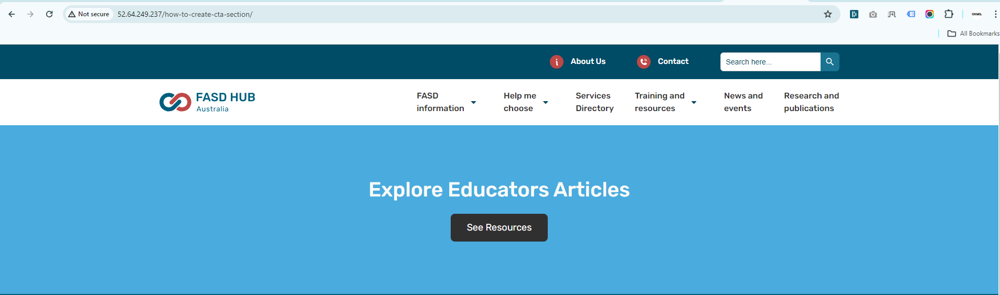 Not secure
52.64.249.237/how-to-create-cta-section/
OKMG.
All Bookmarks
About Us
Contact
Search here...
FASD HUB
Australia
FASD
information
Help me
choose
Services
Directory
Training and
resources
News and
events
Research and
publications
Explore Educators Articles
See Resources